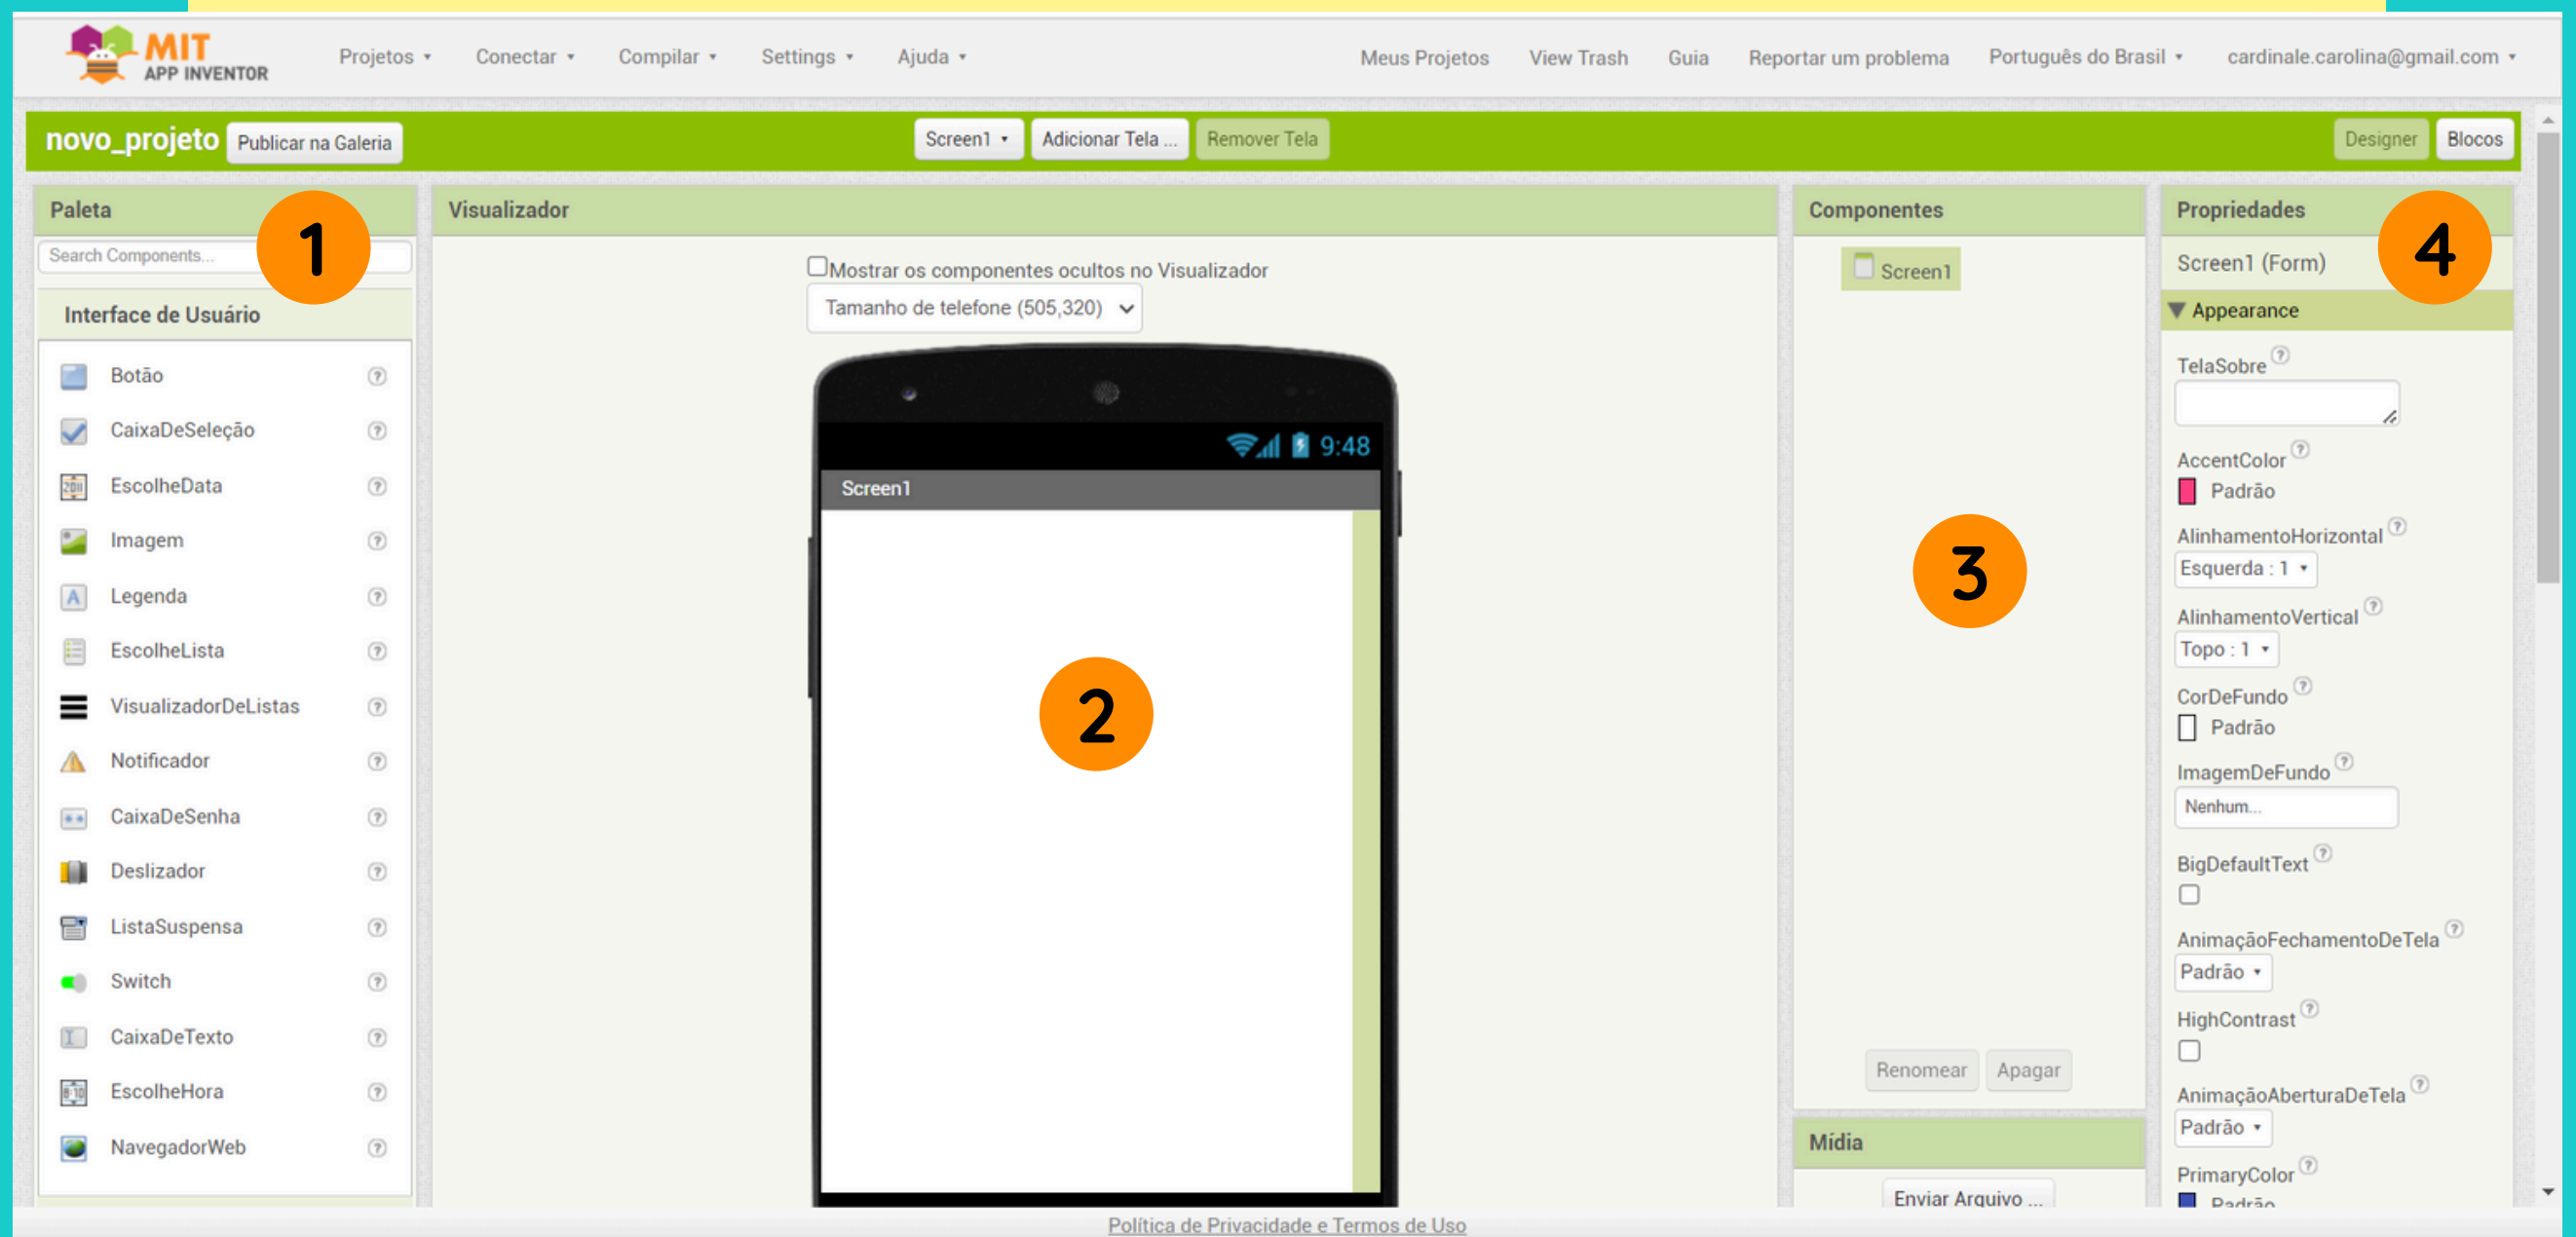 MIT
APP INVENTOR
Projetos Conectar Compilar Settings Ajuda Meus Projetos View Trash Guia Reportar um problema Português do Brasil cardinale.carolina@gmail.com
novo_projeto Publicar na Galeria Screen1 Adicionar Tela ... Remover Tela Designer Blocos
Paleta
1
Search Components...
Interface de Usuário
Botão
CaixaDeSeleção
EscolheData
Imagem
Legenda
EscolheLista
VisualizadorDeListas
Notificador
CaixaDeSenha
Deslizador
ListaSuspensa
Switch
CaixaDeTexto
EscolheHora
NavegadorWeb
Visualizador
Mostrar os componentes ocultos no Visualizador
Tamanho de telefone (505,320)
9:48
Screen1
2
Componentes
Screen1
3
Renomear Apagar
Mídia
Enviar Arquivo ...
Propriedades
4
Screen1 (Form)
Appearance
TelaSobre ?
AccentColor ?
Padrão
AlinhamentoHorizontal ?
Esquerda : 1
AlinhamentoVertical ?
Topo : 1
CorDeFundo ?
Padrão
ImagemDeFundo ?
Nenhum...
BigDefaultText ?
AnimaçãoFechamentoDeTela ?
Padrão
HighContrast ?
AnimaçãoAberturaDeTela ?
Padrão
PrimaryColor ?
Padrão
Política de Privacidade e Termos de Uso